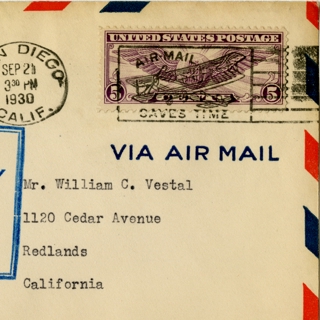 N DIEGO
SEP 29
3 30 PM
1930
CALIF.
UNITED STATES POSTAGE
AIR MAIL
5 5
SAVES TIME
VIA AIR MAIL
Mr. William C. Vestal
1120 Cedar Avenue
Redlands
California